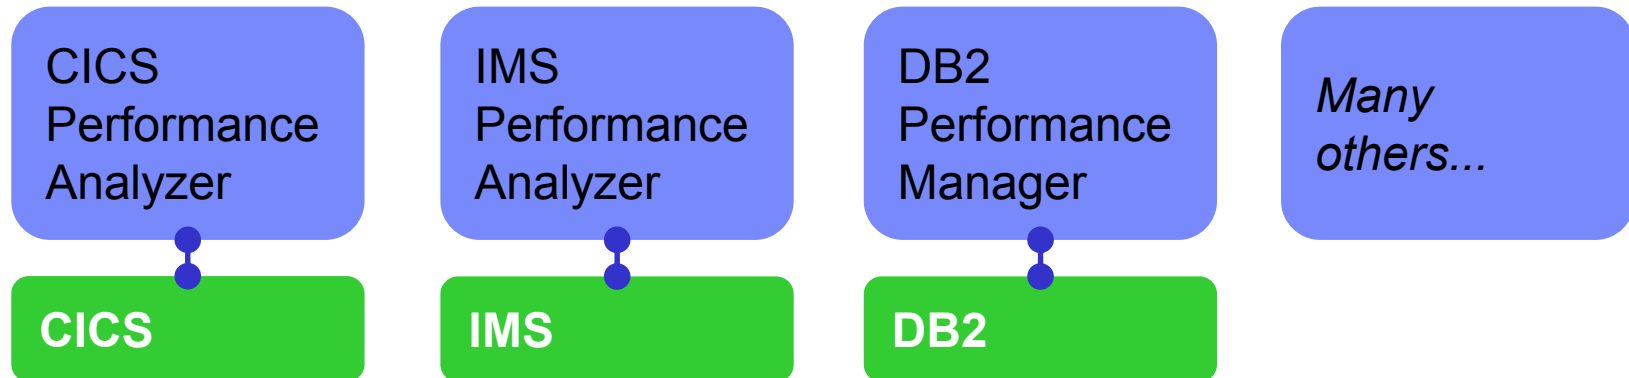 CICS
Performance
Analyzer
IMS
Performance
Analyzer
DB2
Performance
Manager
Many
others...
CICS
IMS
DB2